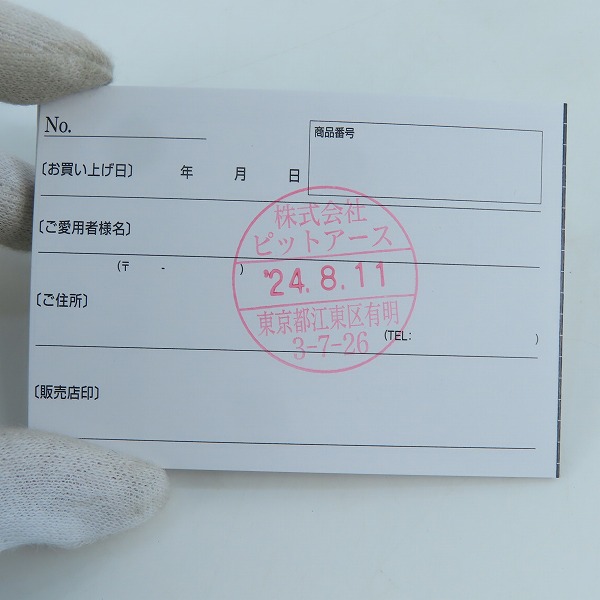 No.
商品番号
〔お買い上げ日〕 年 月 日
株式会社
ピットアース
〔ご愛用者様名〕
(〒 - )
'24.8.11
〔ご住所〕
東京都江東区有明
3-7-26
(TEL: )
〔販売店印〕